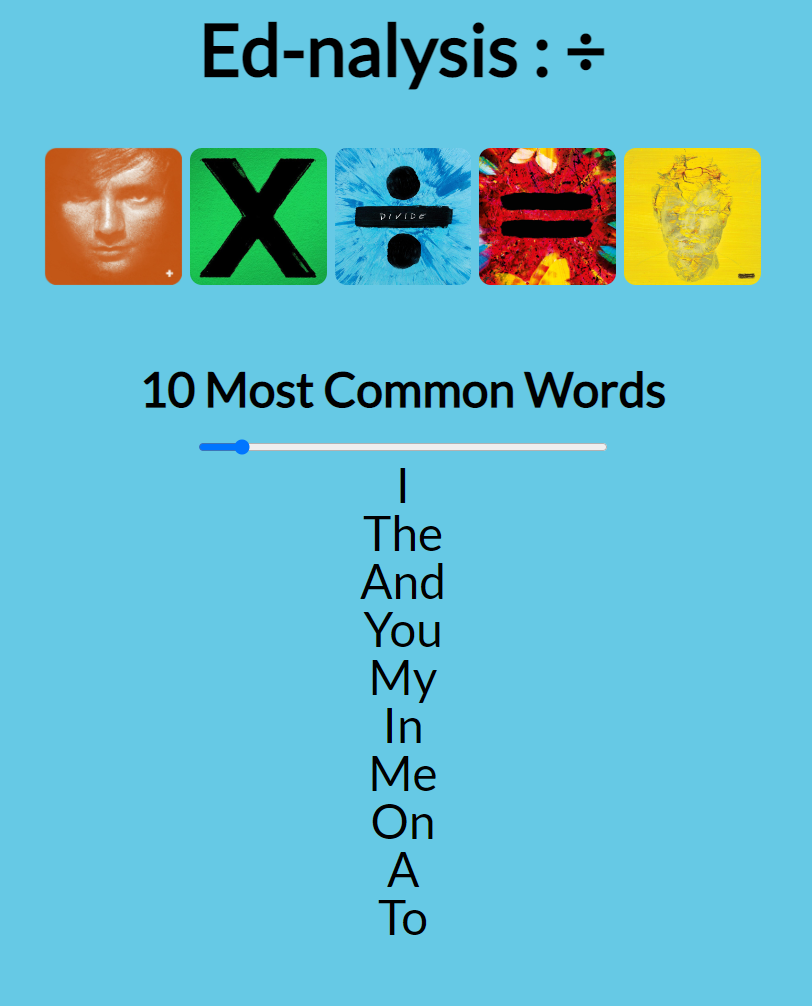 Ed-nalysis : ÷
+
X
÷
DIVIDE
=
10 Most Common Words
I
The
And
You
My
In
Me
On
A
To